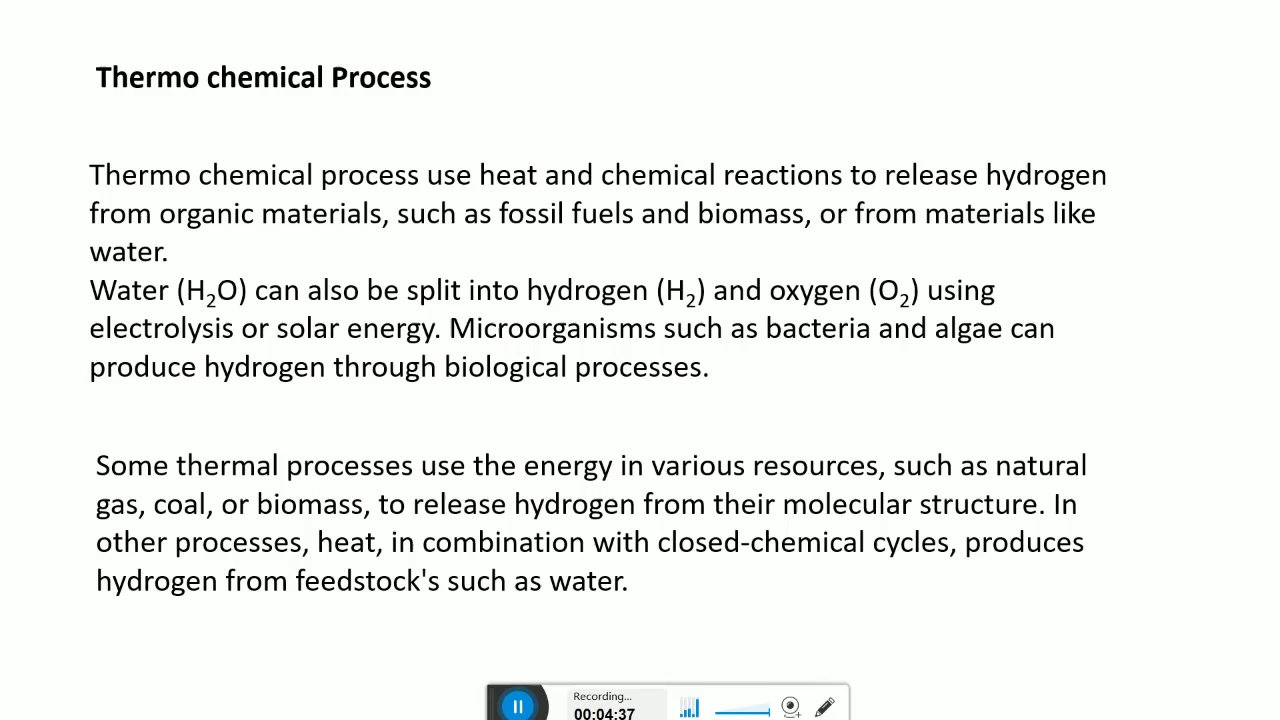 Thermo chemical Process
Thermo chemical process use heat and chemical reactions to release hydrogen
from organic materials, such as fossil fuels and biomass, or from materials like
water.
Water (H₂O) can also be split into hydrogen (H₂) and oxygen (O₂) using
electrolysis or solar energy. Microorganisms such as bacteria and algae can
produce hydrogen through biological processes.
Some thermal processes use the energy in various resources, such as natural
gas, coal, or biomass, to release hydrogen from their molecular structure. In
other processes, heat, in combination with closed-chemical cycles, produces
hydrogen from feedstock's such as water.
Recording...
00:04:37